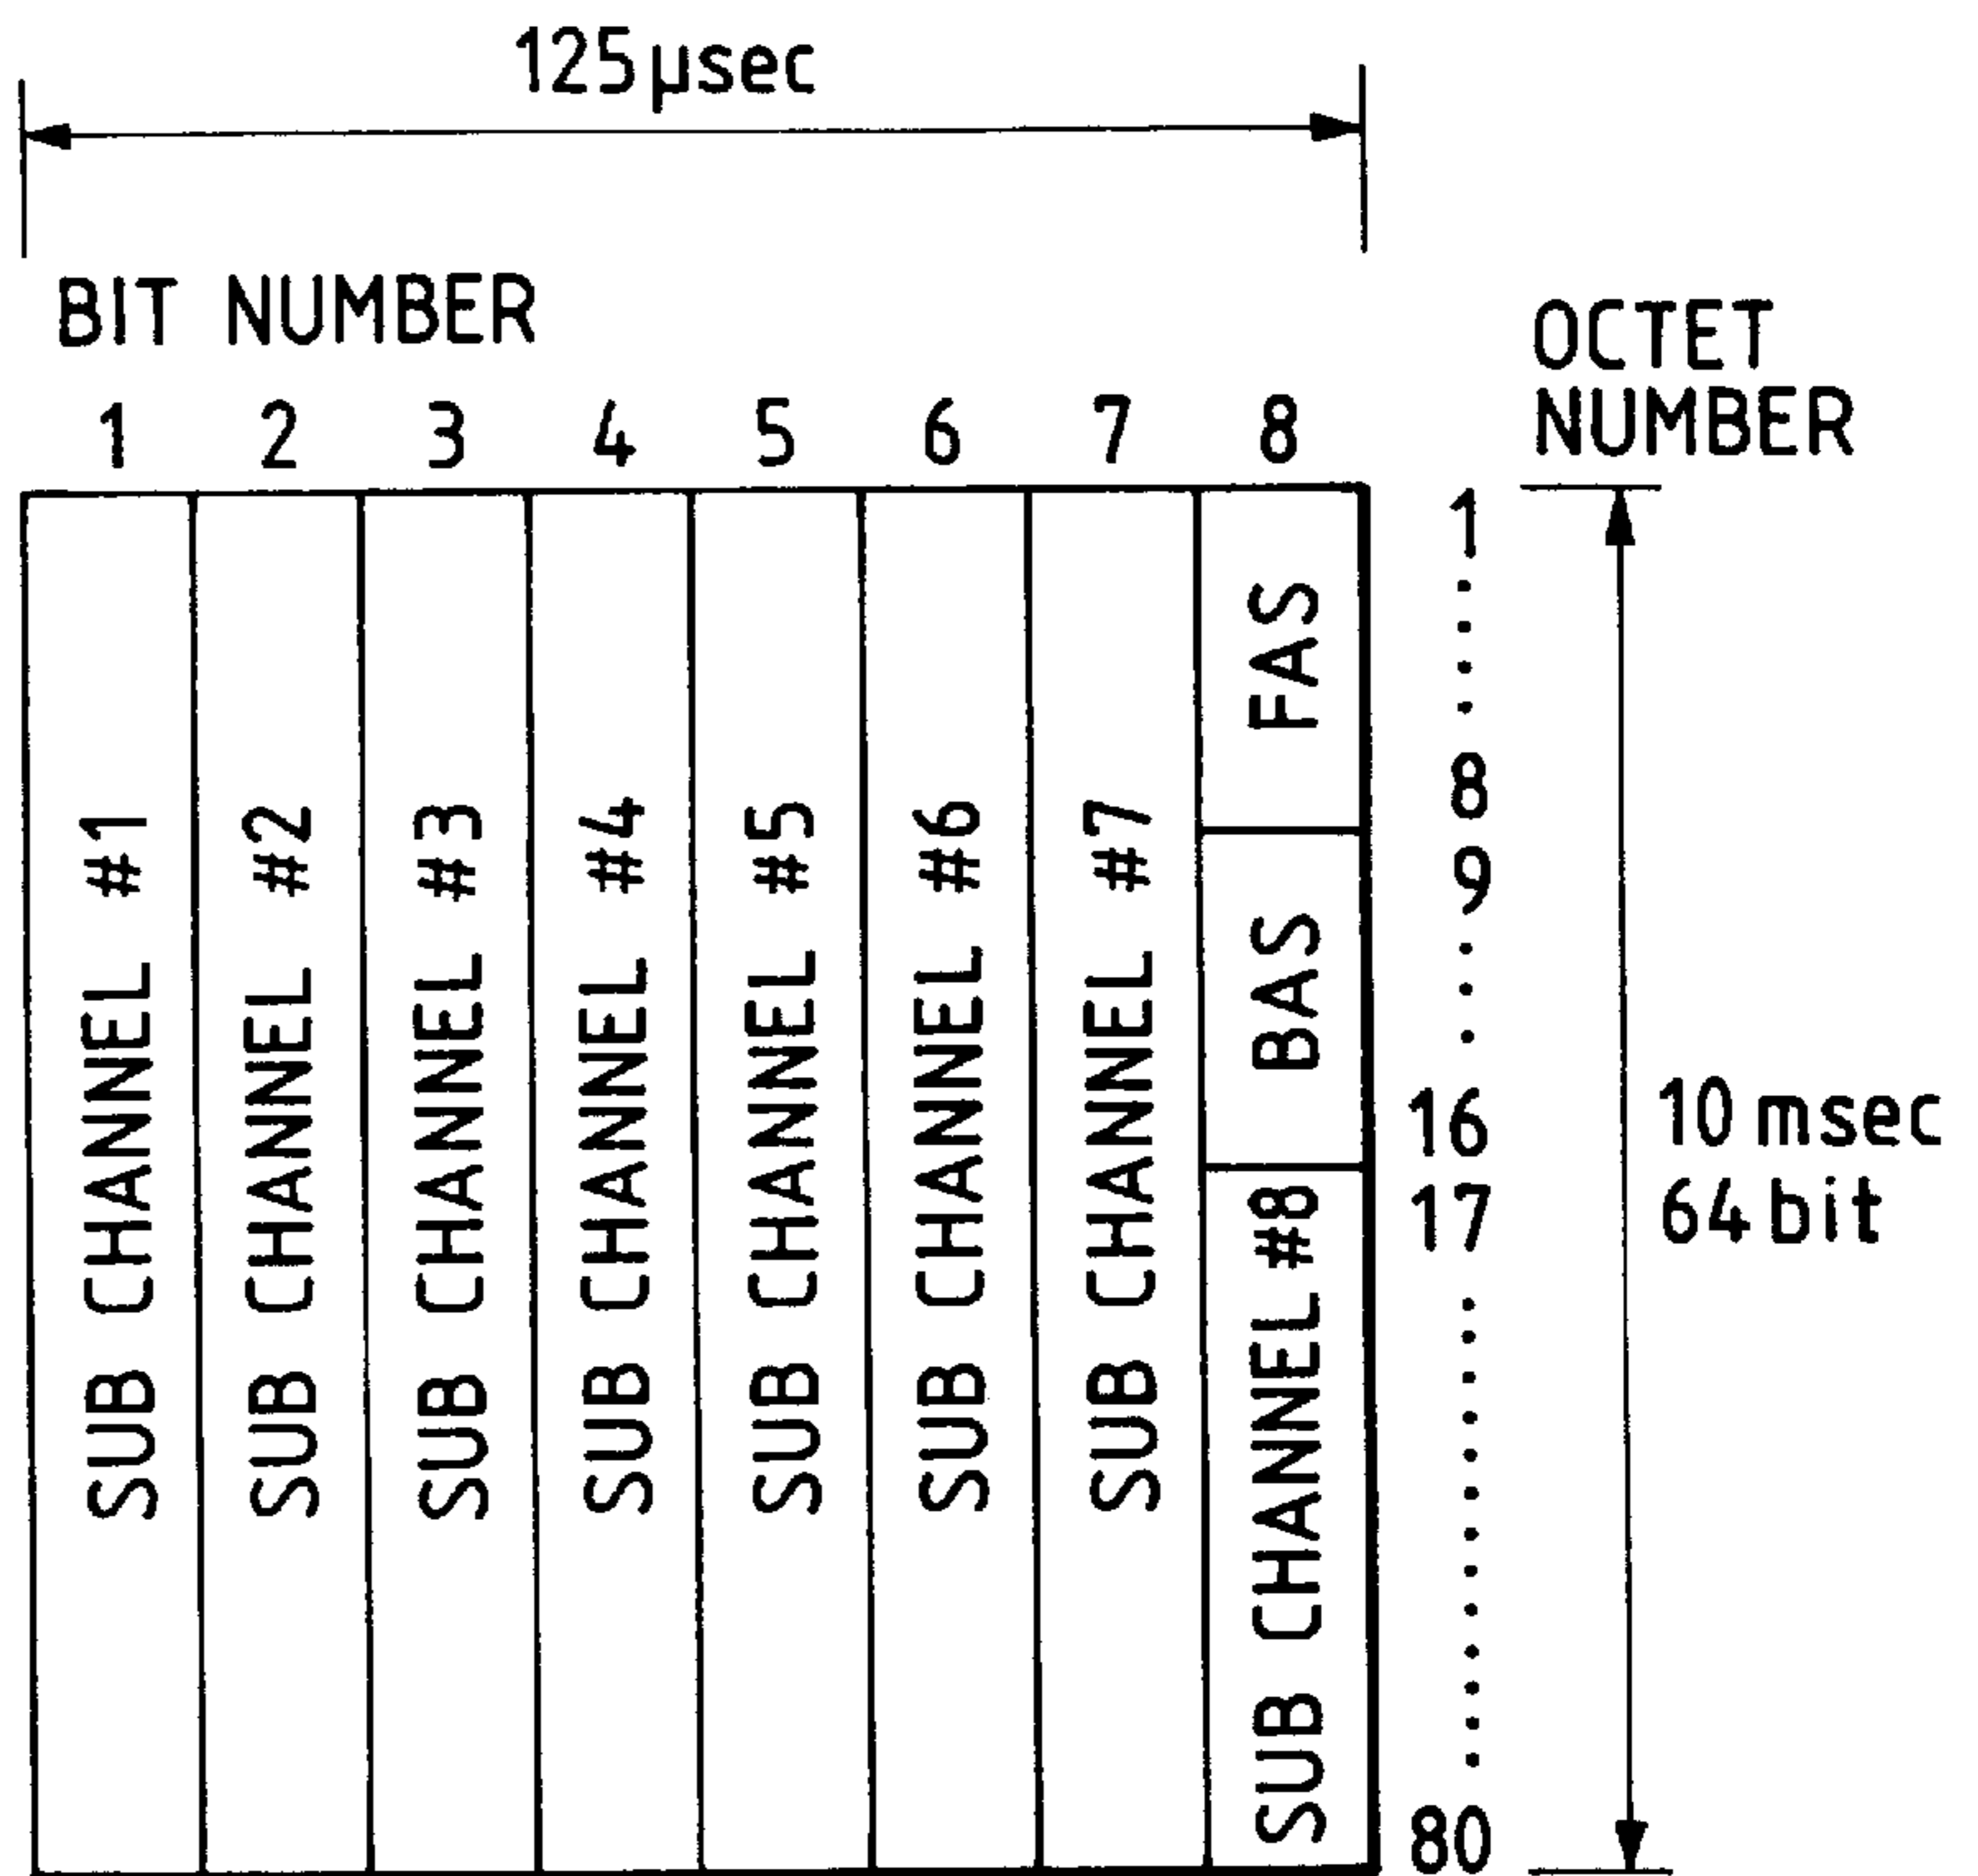 125µsec
BIT NUMBER
OCTET
NUMBER
1 2 3 4 5 6 7 8
SUB CHANNEL #1
SUB CHANNEL #2
SUB CHANNEL #3
SUB CHANNEL #4
SUB CHANNEL #5
SUB CHANNEL #6
SUB CHANNEL #7
FAS
BAS
SUB CHANNEL #8
1
8
9
16
17
80
10 msec
64 bit